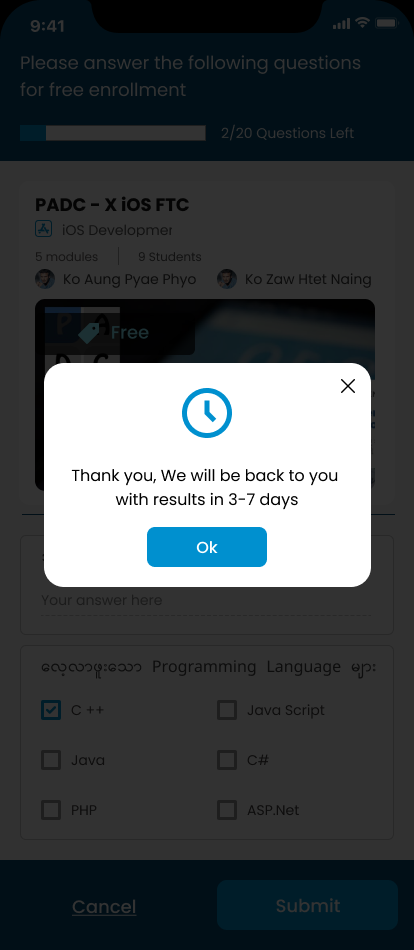 9:41
Please answer the following questions
for free enrollment
2/20 Questions Left
PADC - X iOS FTC
iOS Developmer
5 modules
9 Students
Ko Aung Pyae Phyo
Ko Zaw Htet Naing
P A
Free
Thank you, We will be back to you
with results in 3-7 days
Ok
Your answer here
လေ့လာဖူးသော Programming Language များ
C ++
Java Script
Java
C#
PHP
ASP.Net
Cancel
Submit